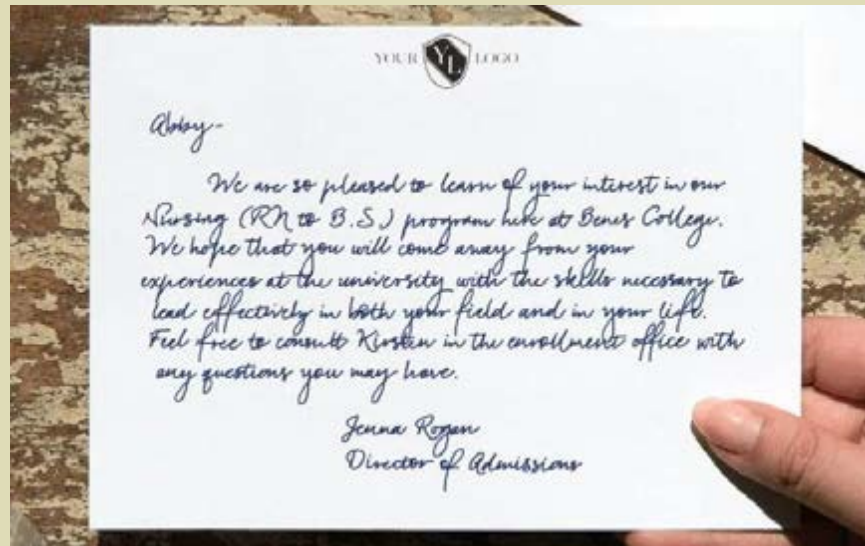 YOUR YL LOGO
Abby-
We are so pleased to learn of your interest in our
Nursing (RN to B.S.) program here at Benes College.
We hope that you will come away from your
experiences at the university with the skills necessary to
lead effectively in both your field and in your life.
Feel free to consult Kirsten in the enrollment office with
any questions you may have.
Jenna Rogan
Director of Admissions